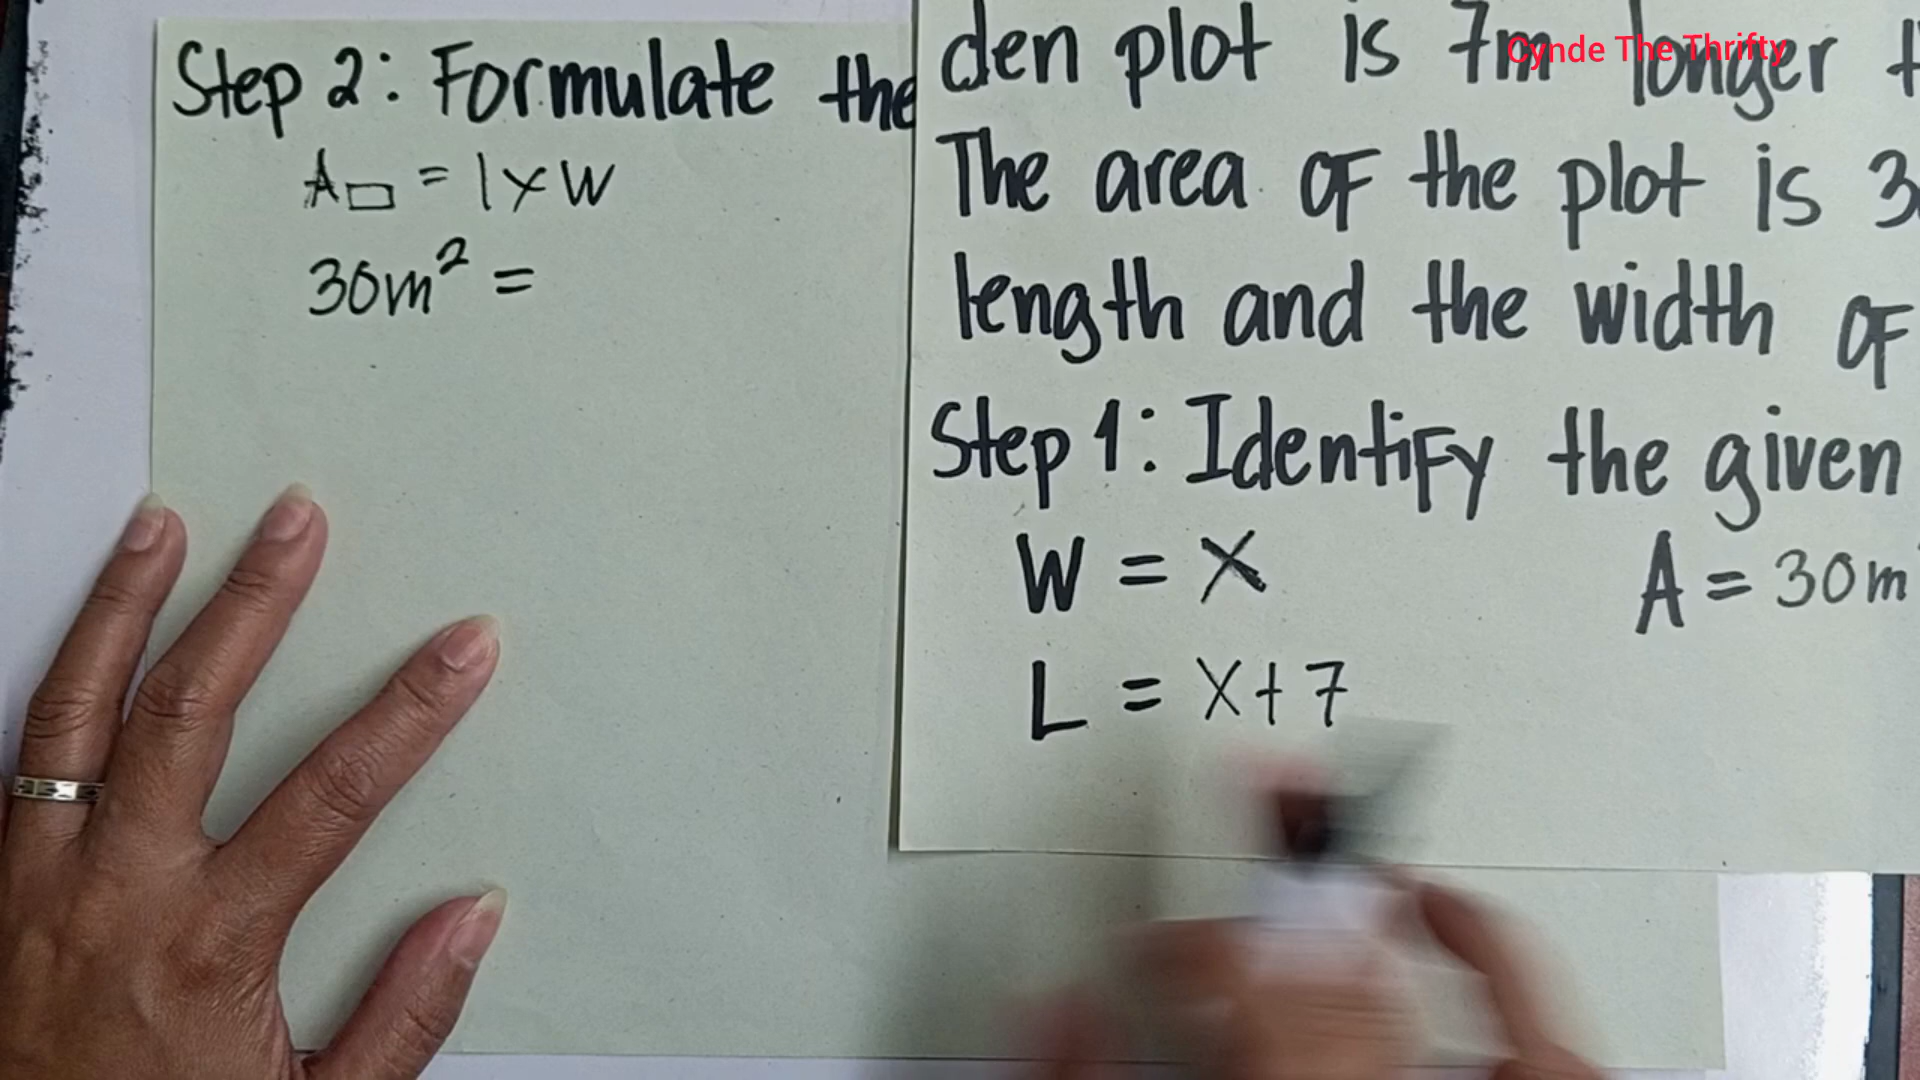 Step 2: Formulate the
A▭ = l x W
30m² =
den plot is 7m longer
The area of the plot is 3
length and the width of
Step 1: Identify the given
W = X
A = 30m
L = X+7
Cynde The Thrifty